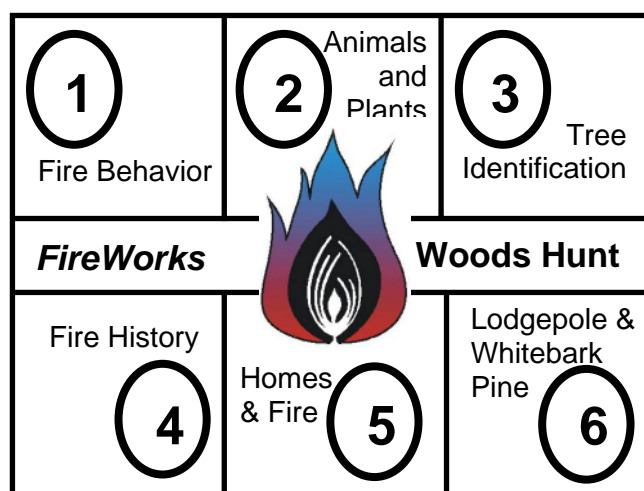 1
Fire Behavior
2
Animals
and
Plants
3
Tree
Identification
FireWorks
Woods Hunt
Fire History
4
Homes
& Fire
5
Lodgepole &
Whitebark
Pine
6